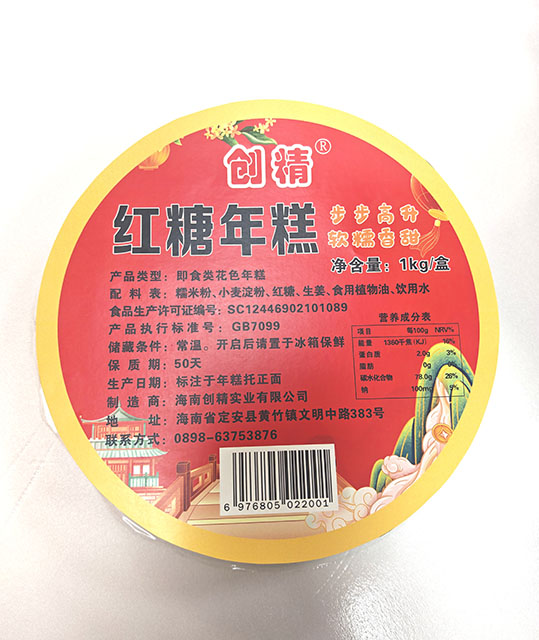 创精®
红糖年糕
步步高升
软糯香甜
净含量：1kg/盒
产品类型：即食类花色年糕
配 料 表：糯米粉、小麦淀粉、红糖、生姜、食用植物油、饮用水
食品生产许可证编号：SC12446902101089
产品执行标准号：GB7099
储藏条件：常温。开启后请置于冰箱保鲜
保 质 期：50天
生产日期：标注于年糕托正面
制 造 商：海南创精实业有限公司
地 址：海南省定安县黄竹镇文明中路383号
联系方式：0898-63753876
营养成分表
项目 每100g NRV%
能量 1360千焦(KJ) 16%
蛋白质 2.0g 3%
脂肪 0g 0%
碳水化合物 78.0g 26%
钠 100mg 5%
6 976805 022001